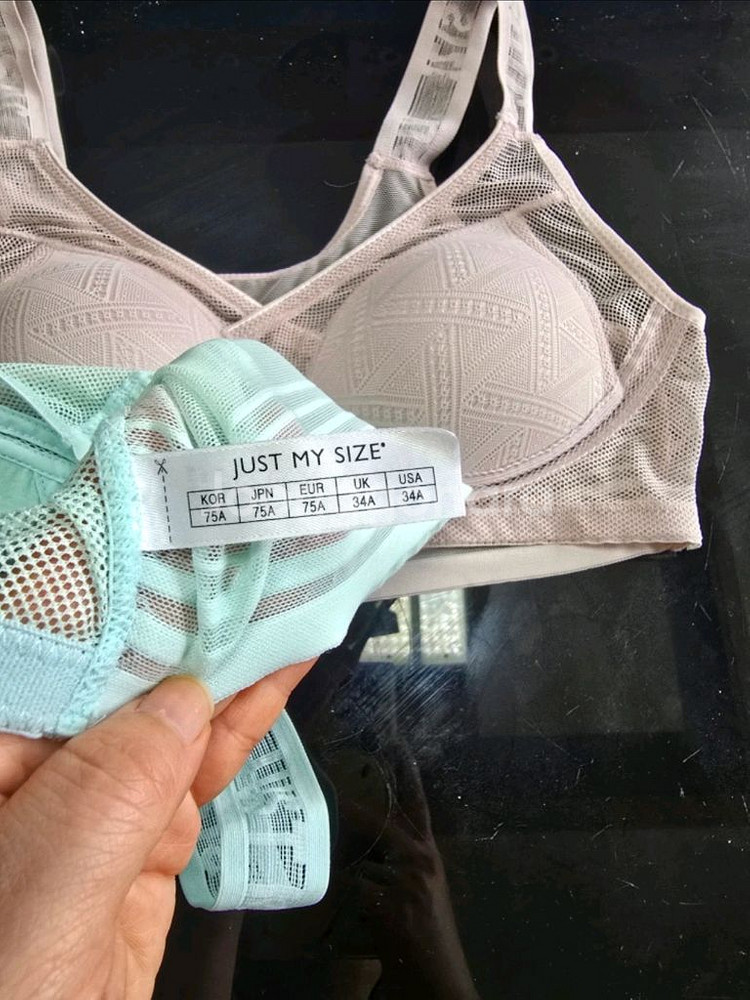 JUST MY SIZE®
KOR JPN EUR UK USA
75A 75A 75A 34A 34A